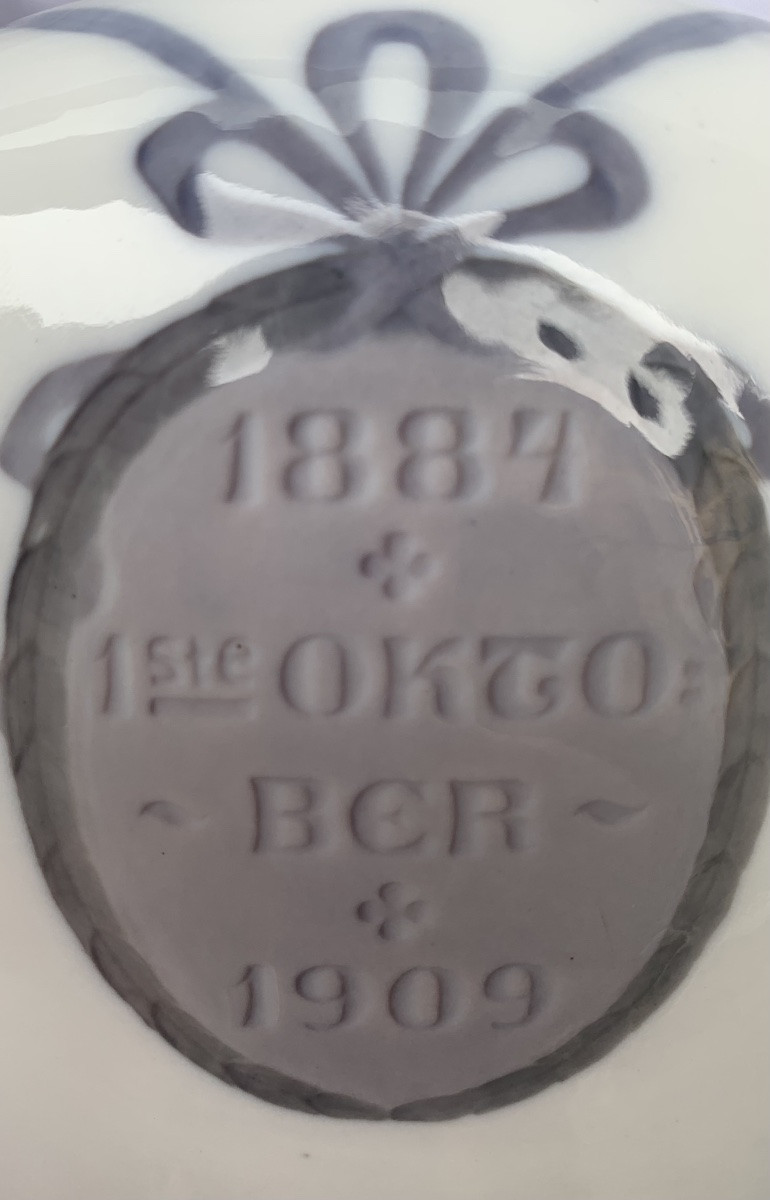 1884
1ste OKTO:
~ BER ~
1909